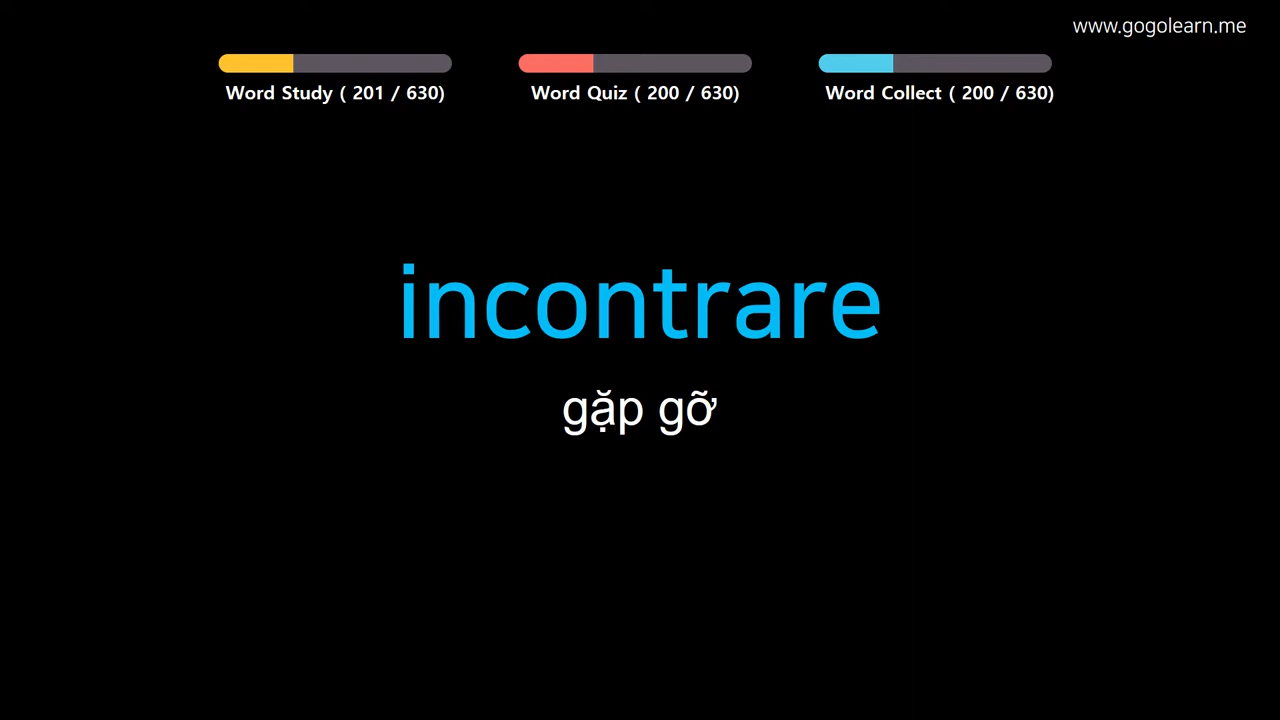 www.gogolearn.me
Word Study ( 201 / 630)
Word Quiz ( 200 / 630)
Word Collect ( 200 / 630)
incontrare
gặp gỡ